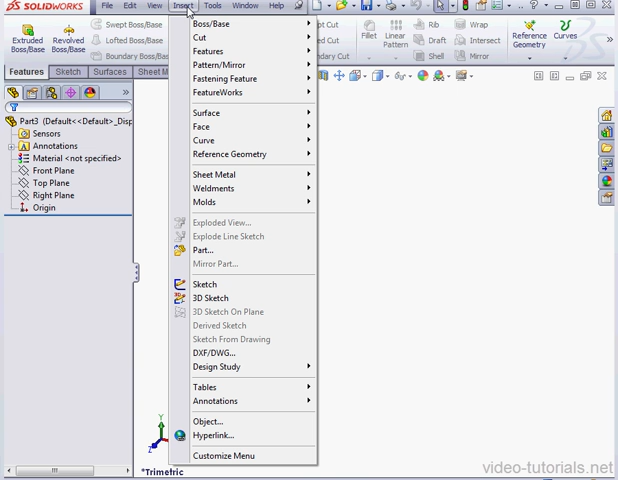 SOLIDWORKS File Edit View Insert Tools Window Help
Extruded Boss/Base
Revolved Boss/Base
Swept Boss/Base
Lofted Boss/Base
Boundary Boss/Base
Fillet
Linear Pattern
Rib
Draft
Shell
Wrap
Dome
Mirror
Reference Geometry
Curves
Features Sketch Surfaces Sheet M
Part3 (Default<<Default>_Disp
Sensors
Annotations
Material <not specified>
Front Plane
Top Plane
Right Plane
Origin
Boss/Base
Cut
Features
Pattern/Mirror
Fastening Feature
FeatureWorks
Surface
Face
Curve
Reference Geometry
Sheet Metal
Weldments
Molds
Exploded View...
Explode Line Sketch
Part...
Mirror Part...
Sketch
3D Sketch
3D Sketch On Plane
Derived Sketch
Sketch From Drawing
DXF/DWG...
Design Study
Tables
Annotations
Object...
Hyperlink...
Customize Menu
*Trimetric
video-tutorials.net